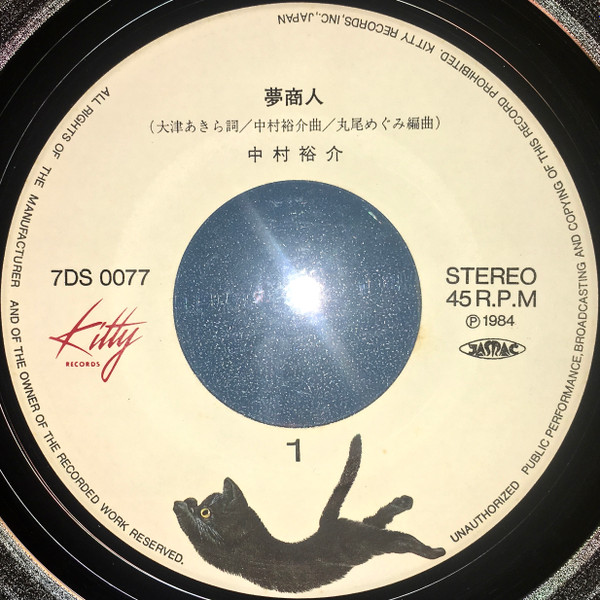 夢商人
（大津あきら詞／中村裕介曲／丸尾めぐみ編曲）
中村裕介
7DS 0077
Kitty
RECORDS
STEREO
45 R.P.M
Ⓟ1984
JASRAC
1
ALL RIGHTS OF THE MANUFACTURER AND OF THE OWNER OF THE RECORDED WORK RESERVED.
UNAUTHORIZED PUBLIC PERFORMANCE, BROADCASTING AND COPYING OF THIS RECORD PROHIBITED. KITTY RECORDS, INC., JAPAN